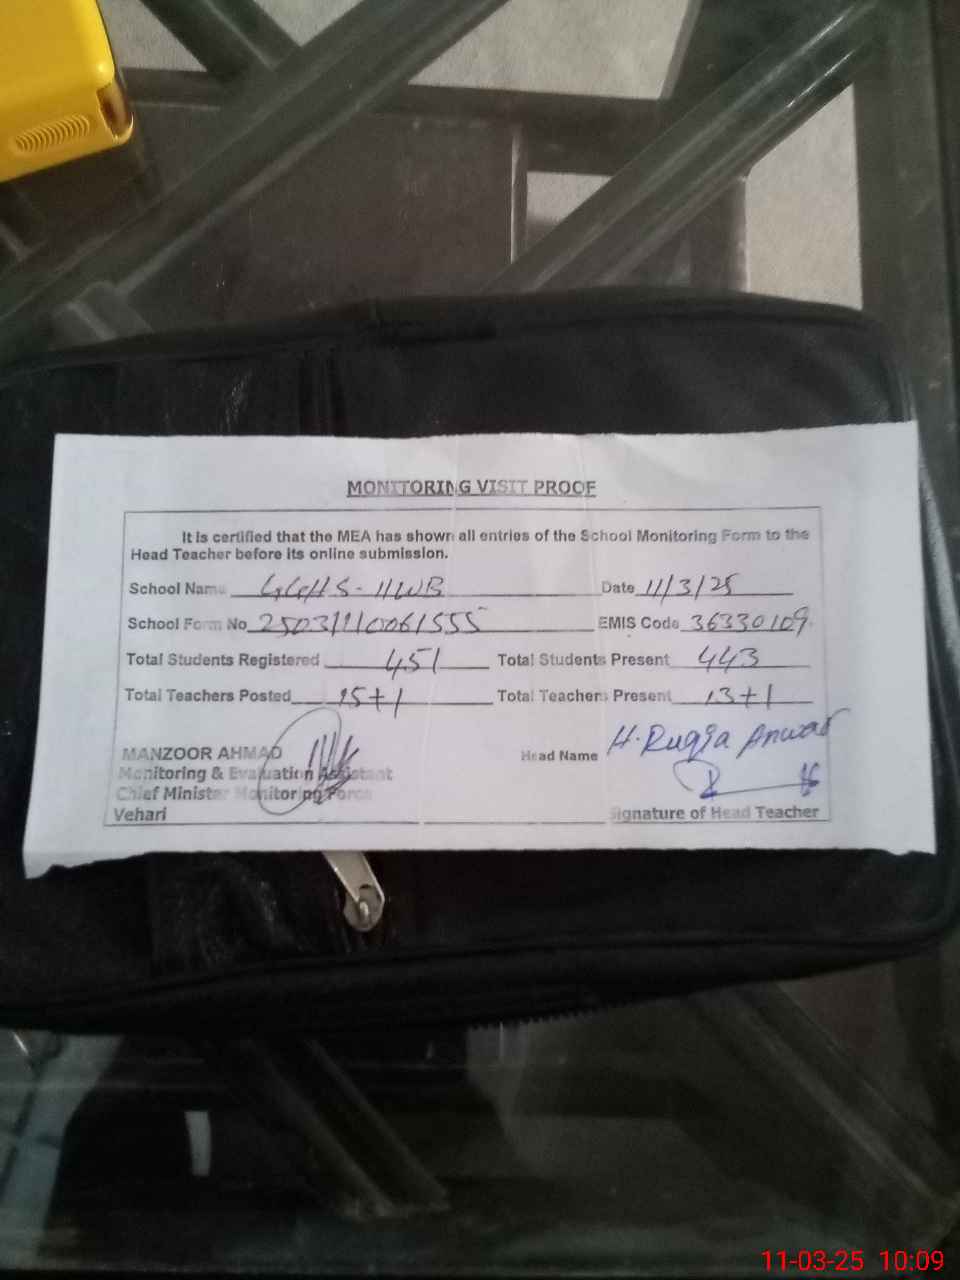 MONITORING VISIT PROOF
It is certified that the MEA has shown all entries of the School Monitoring Form to the
Head Teacher before its online submission.
School Name GGHS-11WB Date 11/3/25
School Form No 2503110061555 EMIS Code 36330109
Total Students Registered 451 Total Students Present 443
Total Teachers Posted 15+1 Total Teachers Present 13+1
MANZOOR AHMAD Head Name H. Ruqia Anwar
Monitoring & Evaluation Assistant
Chief Minister Monitoring Force
Vehari Signature of Head Teacher
11-03-25 10:09